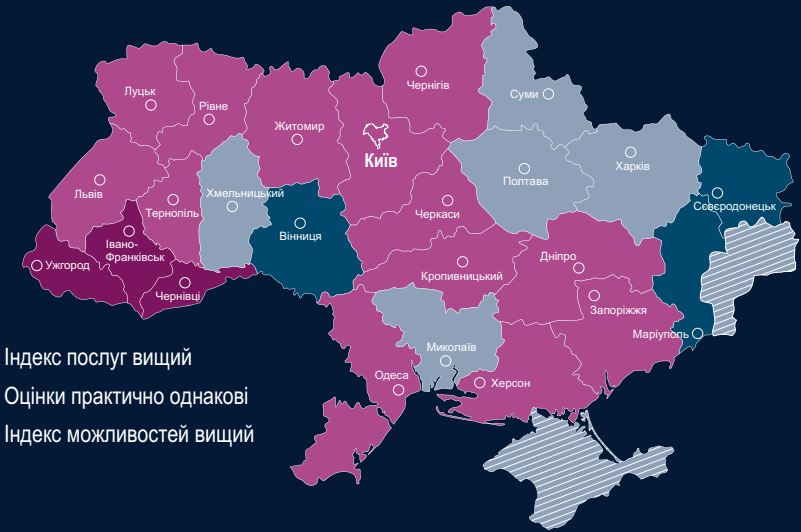 Чернігів
Суми
Луцьк
Рівне
Житомир
Київ
Харків
Полтава
Львів
Хмельницький
Тернопіль
Черкаси
Сєвєродонецьк
Вінниця
Івано-
Франківськ
Ужгород
Дніпро
Кропивницький
Чернівці
Запоріжжя
Маріуполь
Миколаїв
Індекс послуг вищий
Одеса
Херсон
Оцінки практично однакові
Індекс можливостей вищий